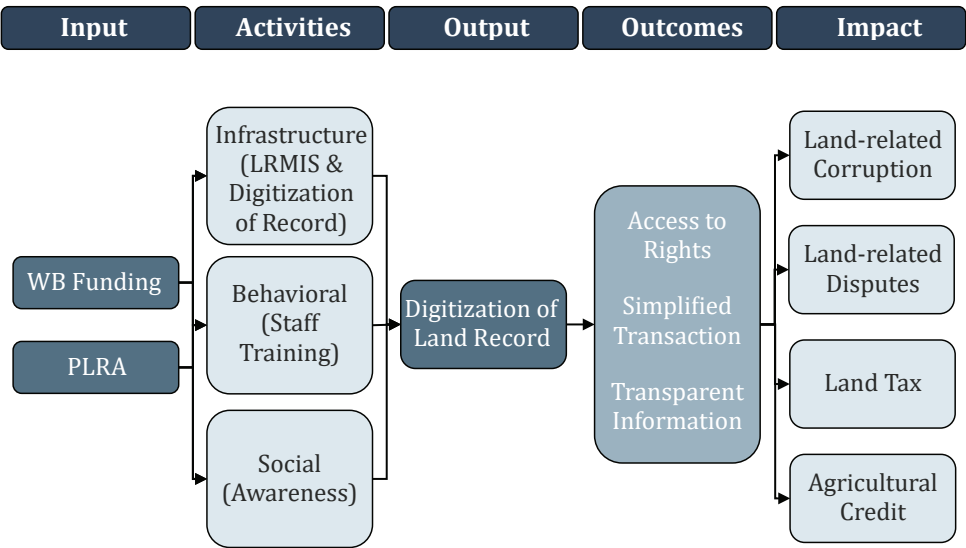 Input
Activities
Output
Outcomes
Impact
WB Funding
PLRA
Infrastructure
(LRMIS &
Digitization
of Record)
Behavioral
(Staff
Training)
Social
(Awareness)
Digitization of
Land Record
Access to
Rights
Simplified
Transaction
Transparent
Information
Land-related
Corruption
Land-related
Disputes
Land Tax
Agricultural
Credit